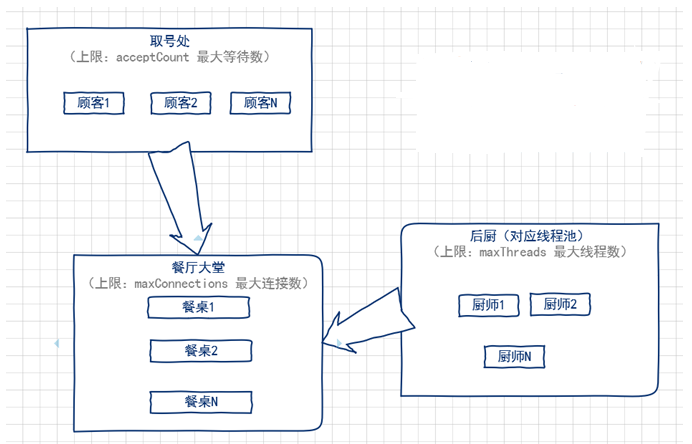 取号处
（上限：acceptCount 最大等待数）
顾客1
顾客2
顾客N
餐厅大堂
（上限：maxConnections 最大连接数）
餐桌1
餐桌2
餐桌N
后厨（对应线程池）
（上限：maxThreads 最大线程数）
厨师1
厨师2
厨师N